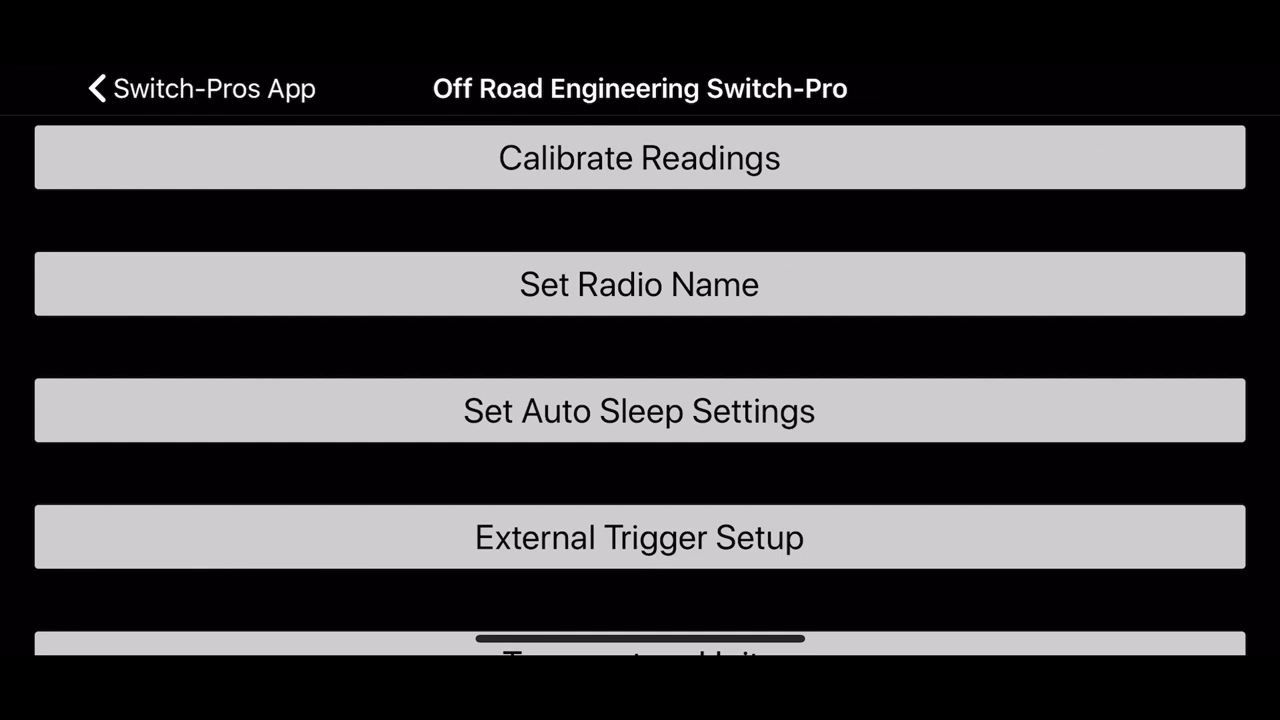 Switch-Pros App
Off Road Engineering Switch-Pro
Calibrate Readings
Set Radio Name
Set Auto Sleep Settings
External Trigger Setup